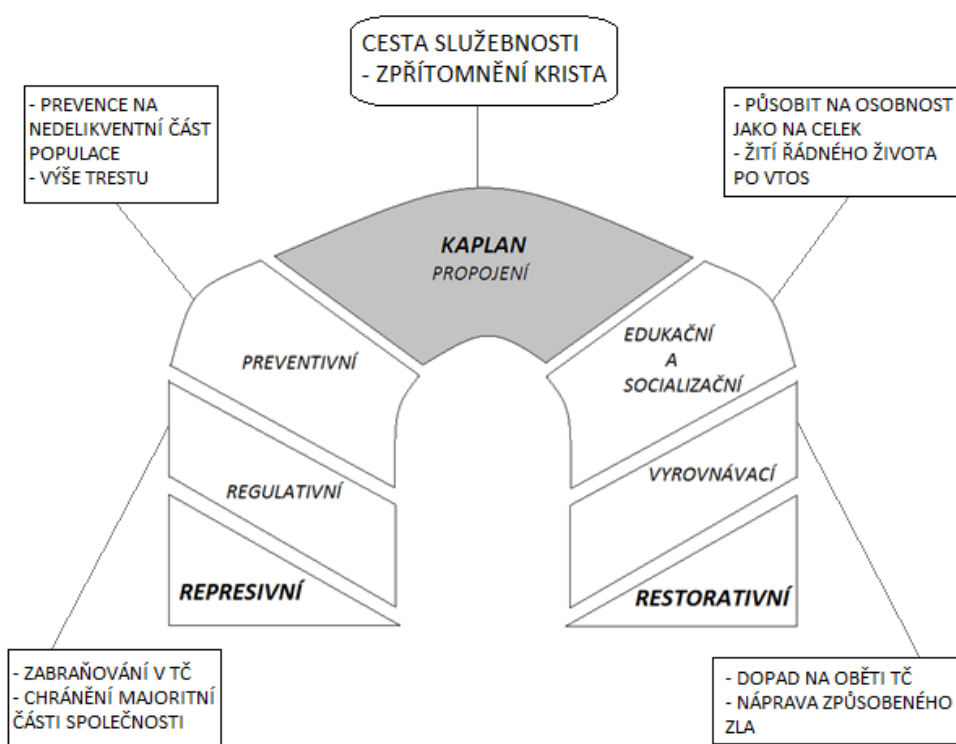 CESTA SLUŽEBNOSTI
- ZPŘÍTOMNĚNÍ KRISTA
- PREVENCE NA
NEDELIKVENTNÍ ČÁST
POPULACE
- VÝŠE TRESTU
- PŮSOBIT NA OSOBNOST
JAKO NA CELEK
- ŽITÍ ŘÁDNÉHO ŽIVOTA
PO VTOS
KAPLAN
PROPOJENÍ
PREVENTIVNÍ
EDUKAČNÍ
A
SOCIALIZAČNÍ
REGULATIVNÍ
VYROVNÁVACÍ
REPRESIVNÍ
RESTORATIVNÍ
- ZABRAŇOVÁNÍ V TČ
- CHRÁNĚNÍ MAJORITNÍ
ČÁSTI SPOLEČNOSTI
- DOPAD NA OBĚTI TČ
- NÁPRAVA ZPŮSOBENÉHO
ZLA